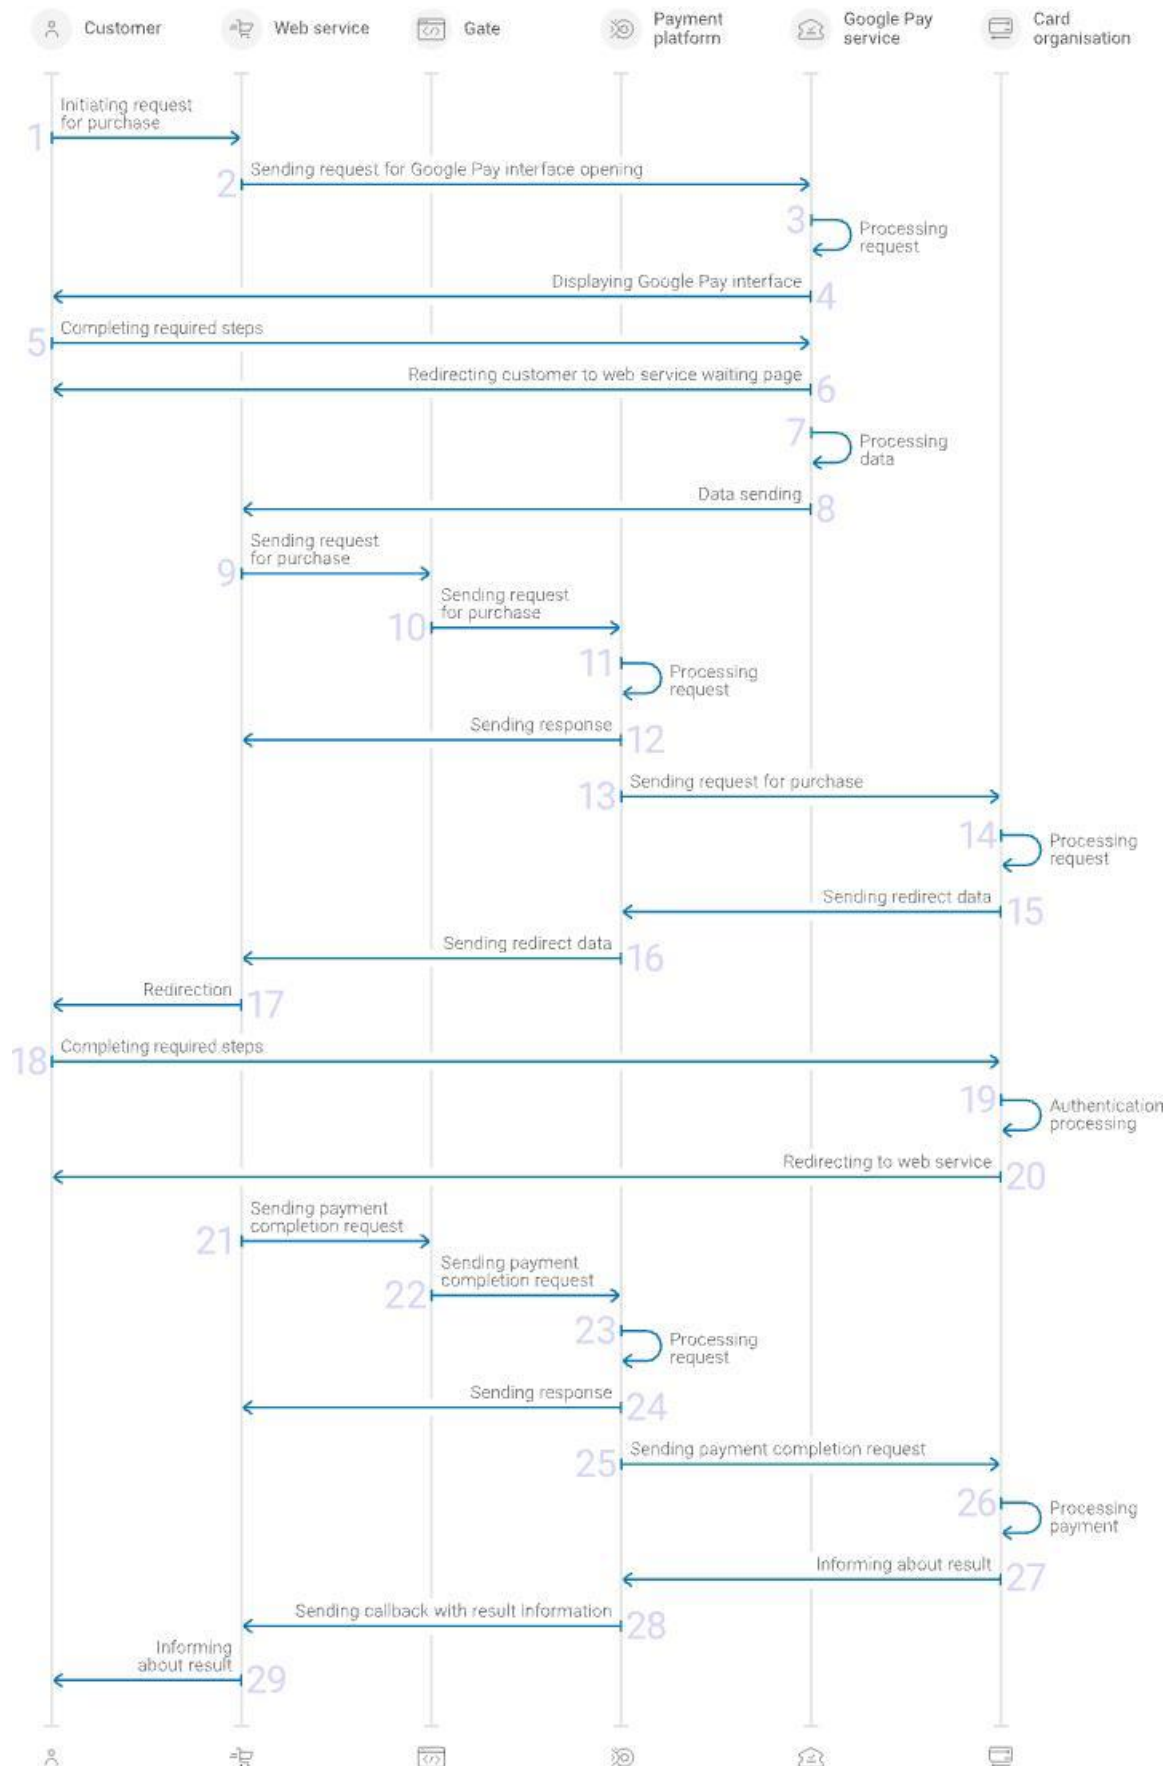 Customer
Web service
Gate
Payment
platform
Google Pay
service
Card
organisation
Initiating request
for purchase
1
Sending request for Google Pay interface opening
2
3
Processing
request
Displaying Google Pay interface
4
Completing required steps
5
Redirecting customer to web service waiting page
6
7
Processing
data
Data sending
8
Sending request
for purchase
9
Sending request
for purchase
10
11
Processing
request
Sending response
12
Sending request for purchase
13
14
Processing
request
Sending redirect data
15
Sending redirect data
16
Redirection
17
Completing required steps
18
19
Authentication
processing
Redirecting to web service
20
Sending payment
completion request
21
Sending payment
completion request
22
23
Processing
request
Sending response
24
Sending payment completion request
25
26
Processing
payment
Informing about result
27
Sending callback with result information
28
Informing
about result
29